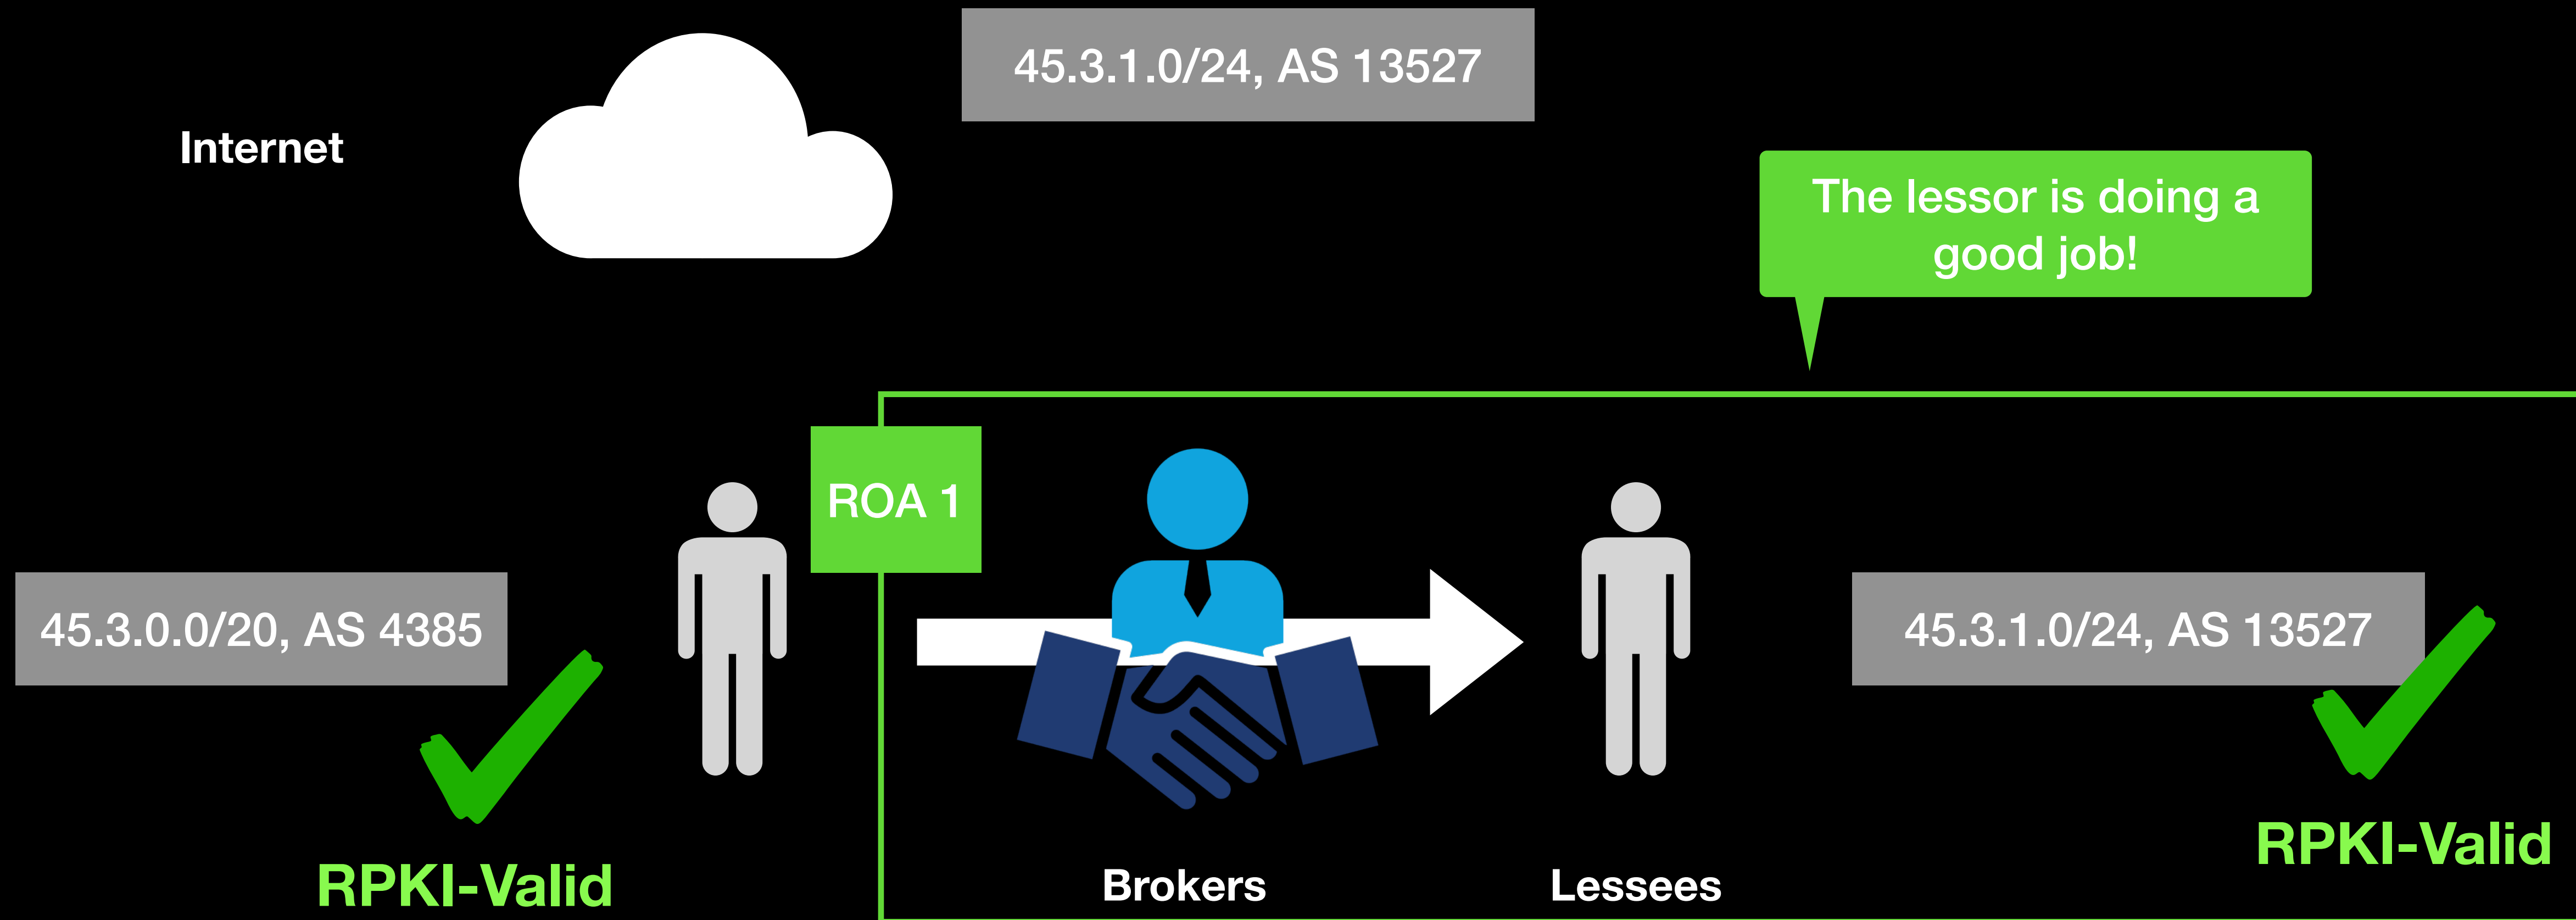 45.3.1.0/24, AS 13527
Internet
The lessor is doing a
good job!
ROA 1
45.3.0.0/20, AS 4385
45.3.1.0/24, AS 13527
RPKI-Valid
RPKI-Valid
Brokers
Lessees